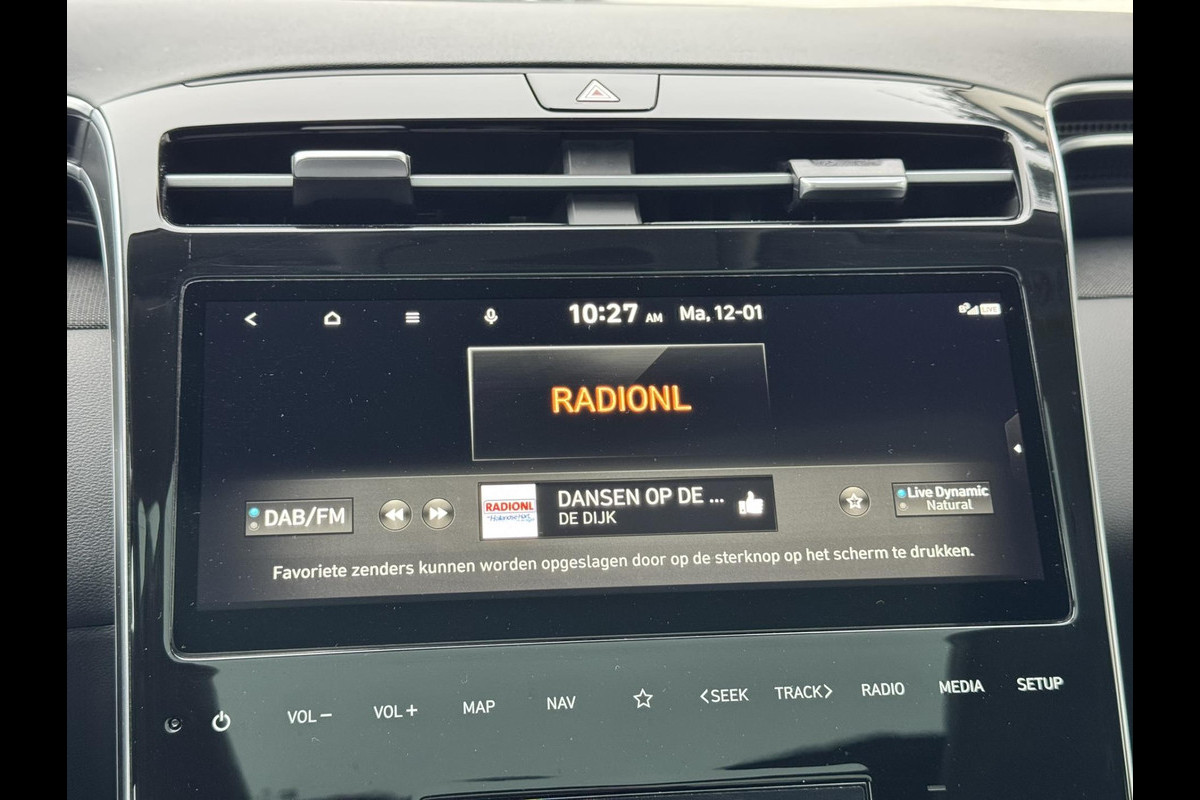 10:27 AM Ma, 12-01
LIVE
RADIONL
DAB/FM
RADIONL
DANSEN OP DE ...
DE DIJK
Live Dynamic
Natural
Favoriete zenders kunnen worden opgeslagen door op de sterknop op het scherm te drukken.
VOL− VOL+ MAP NAV <SEEK TRACK> RADIO MEDIA SETUP